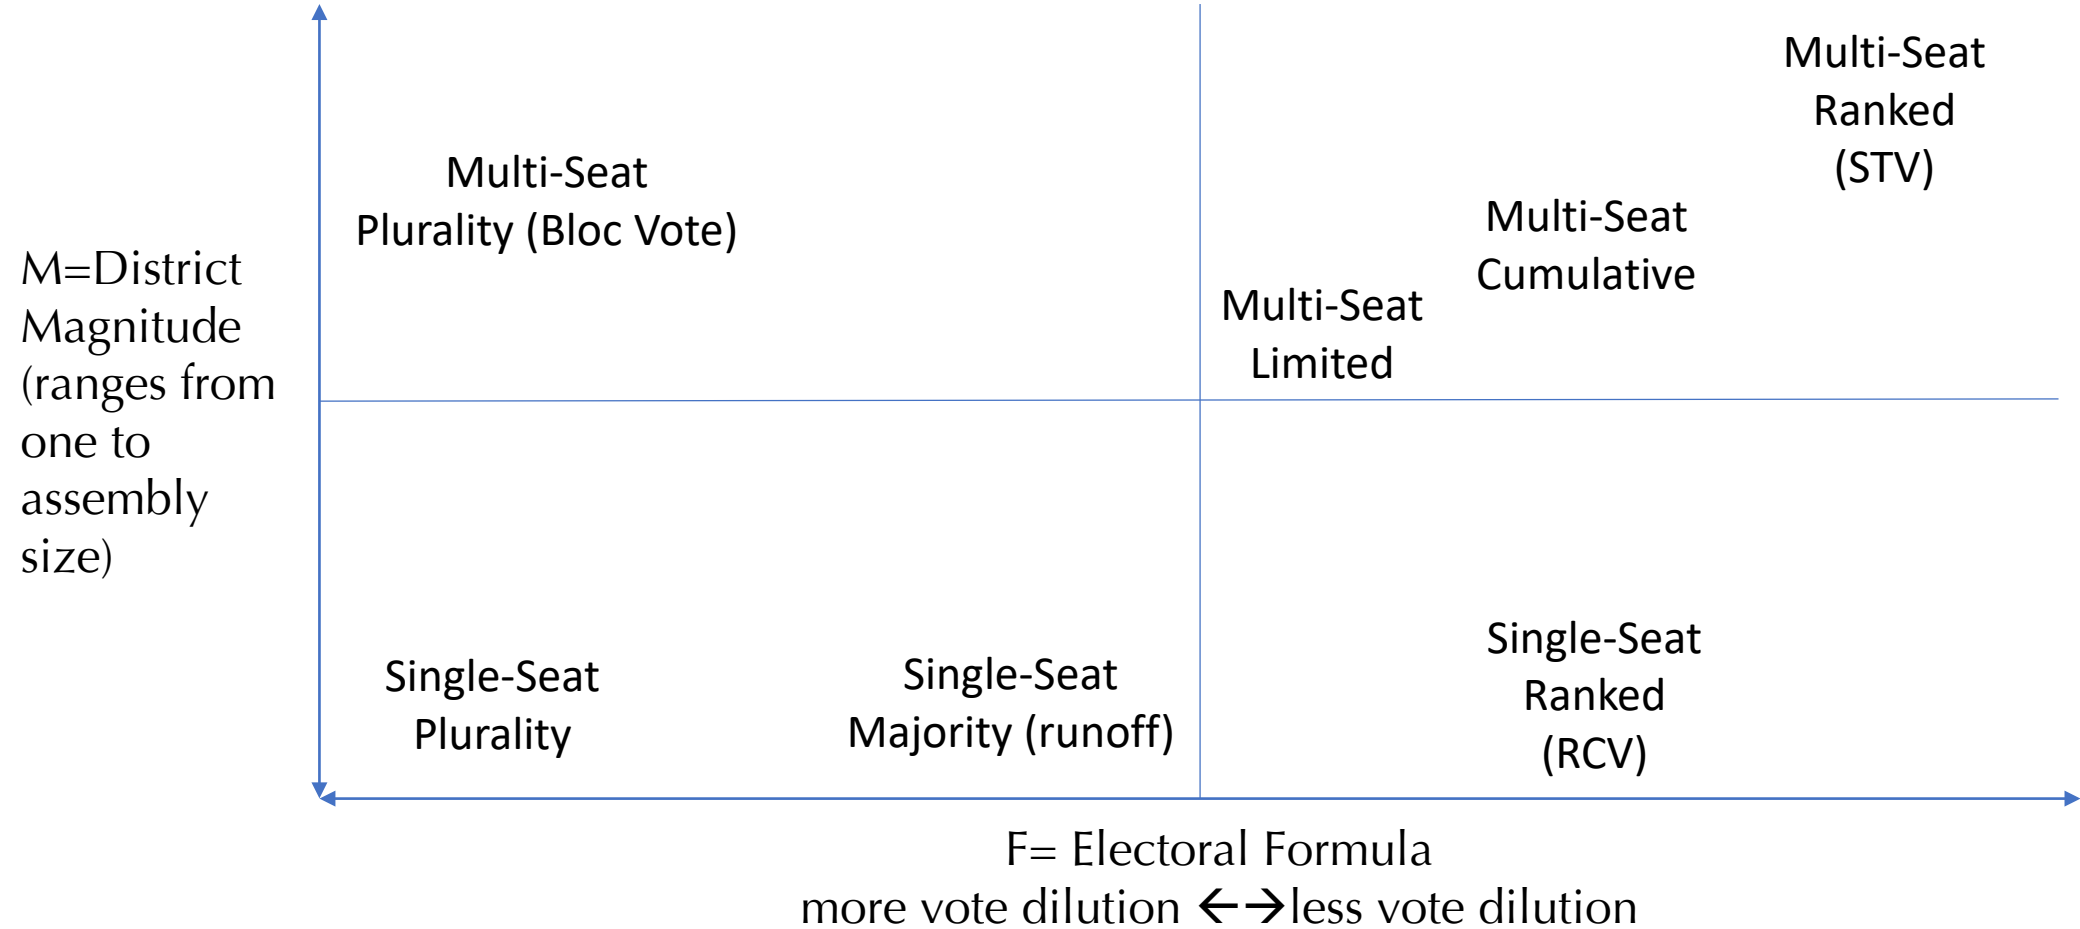 Multi-Seat
Ranked
(STV)
Multi-Seat
Plurality (Bloc Vote)
Multi-Seat
Cumulative
Multi-Seat
Limited
M=District
Magnitude
(ranges from
one to
assembly
size)
Single-Seat
Plurality
Single-Seat
Majority (runoff)
Single-Seat
Ranked
(RCV)
F= Electoral Formula
more vote dilution ←→less vote dilution